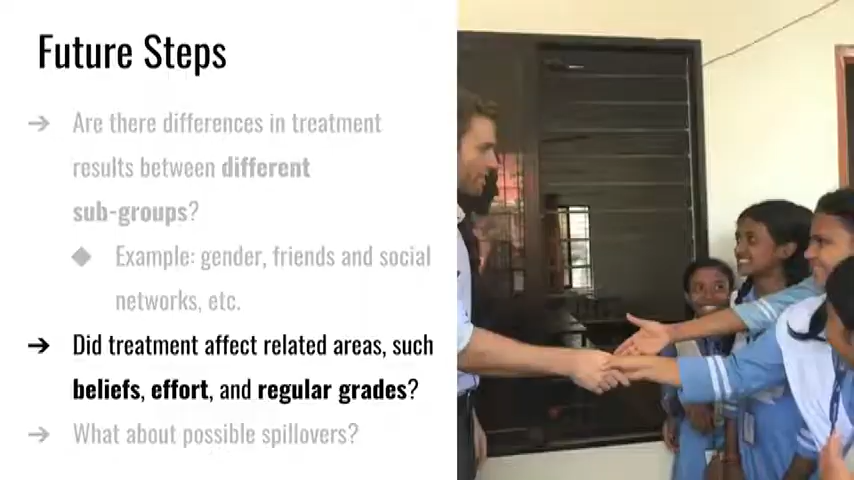 Future Steps
➔ Are there differences in treatment
results between different
sub-groups?
◆ Example: gender, friends and social
networks, etc.
➔ Did treatment affect related areas, such
beliefs, effort, and regular grades?
➔ What about possible spillovers?